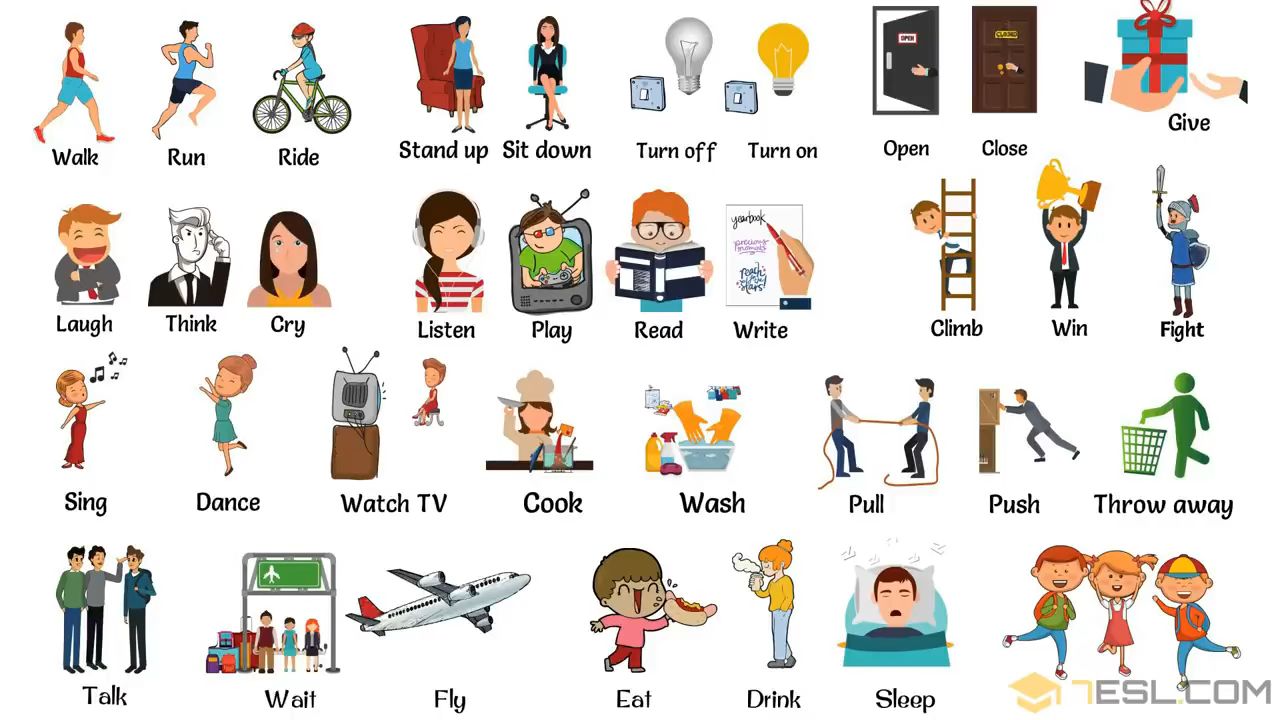 OPEN
CLOSED
Give
Walk
Run
Ride
Stand up
Sit down
Turn off
Turn on
Open
Close
yearbook
precious
moments
reach
the
stars
Laugh
Think
Cry
Listen
Play
Read
Write
Climb
Win
Fight
Sing
Dance
Watch TV
Cook
Wash
Pull
Push
Throw away
Talk
Wait
Fly
Eat
Drink
Sleep
7ESL.COM